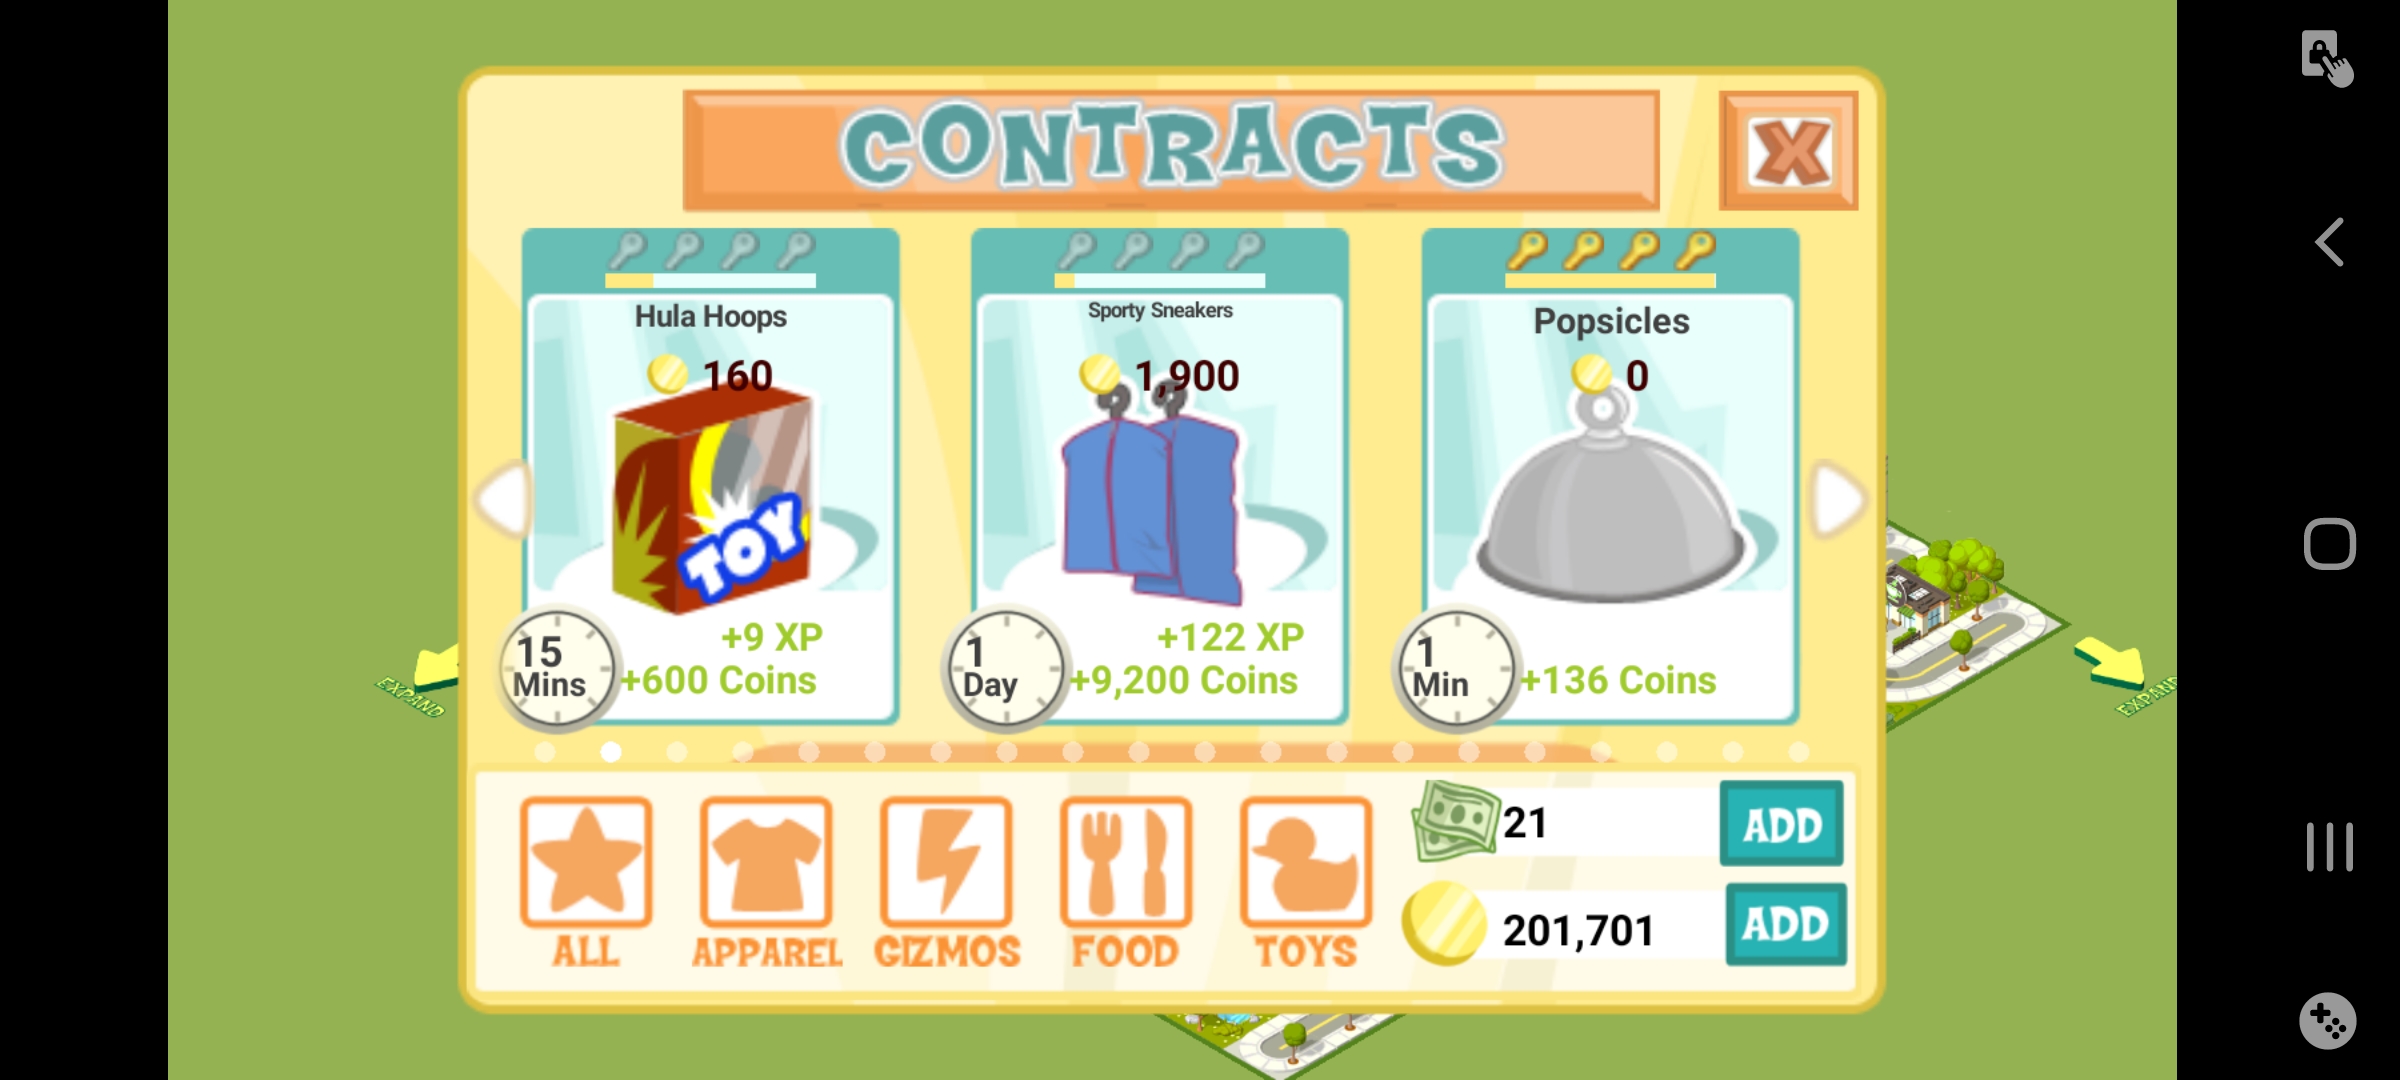 CONTRACTS
X
Hula Hoops
160
TOY
15
Mins
+9 XP
+600 Coins
Sporty Sneakers
1,900
1
Day
+122 XP
+9,200 Coins
Popsicles
0
1
Min
+136 Coins
EXPAND
EXPAND
ALL
APPAREL
GIZMOS
FOOD
TOYS
21
ADD
201,701
ADD